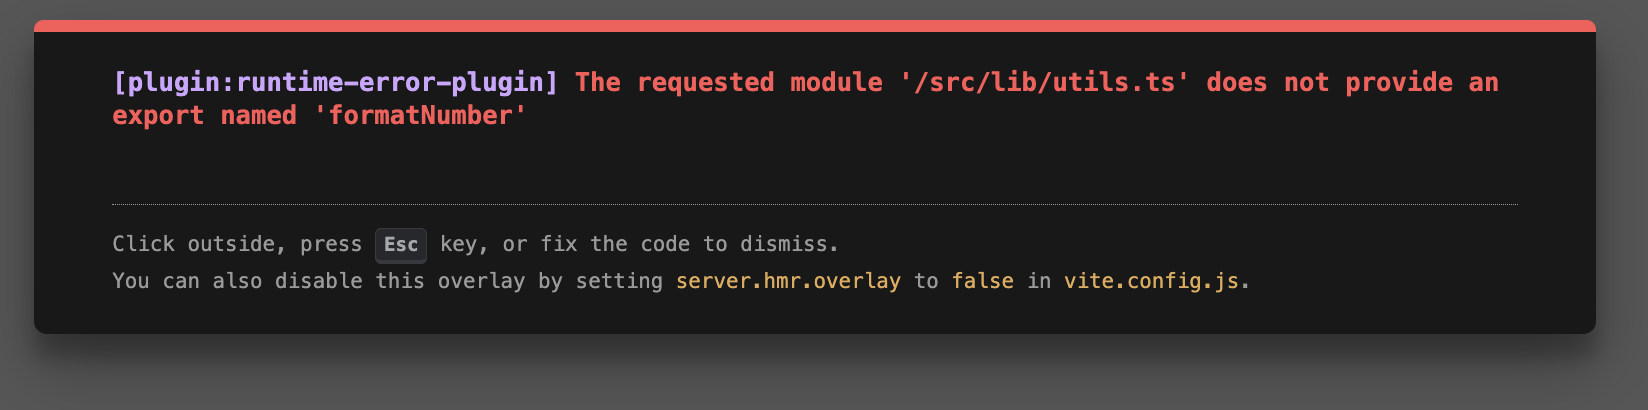 [plugin:runtime-error-plugin] The requested module '/src/lib/utils.ts' does not provide an
export named 'formatNumber'
Click outside, press Esc key, or fix the code to dismiss.
You can also disable this overlay by setting server.hmr.overlay to false in vite.config.js.